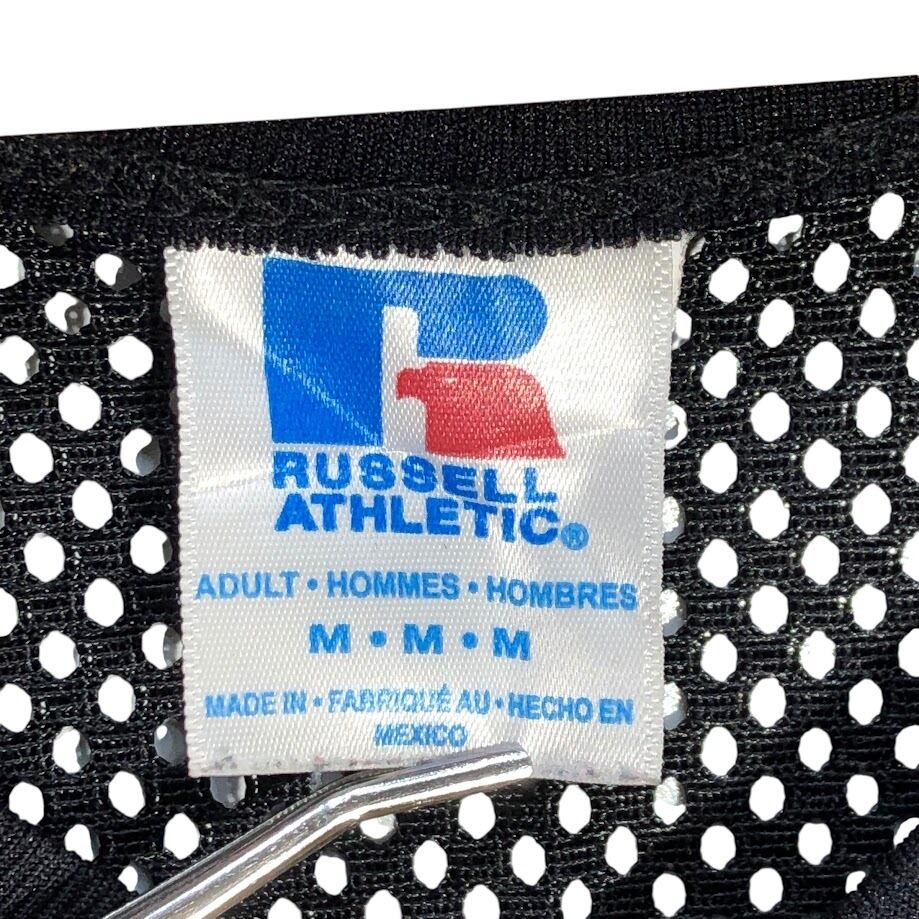 RUSSELL
ATHLETIC®
ADULT • HOMMES • HOMBRES
M • M • M
MADE IN • FABRIQUÉ AU • HECHO EN
MEXICO